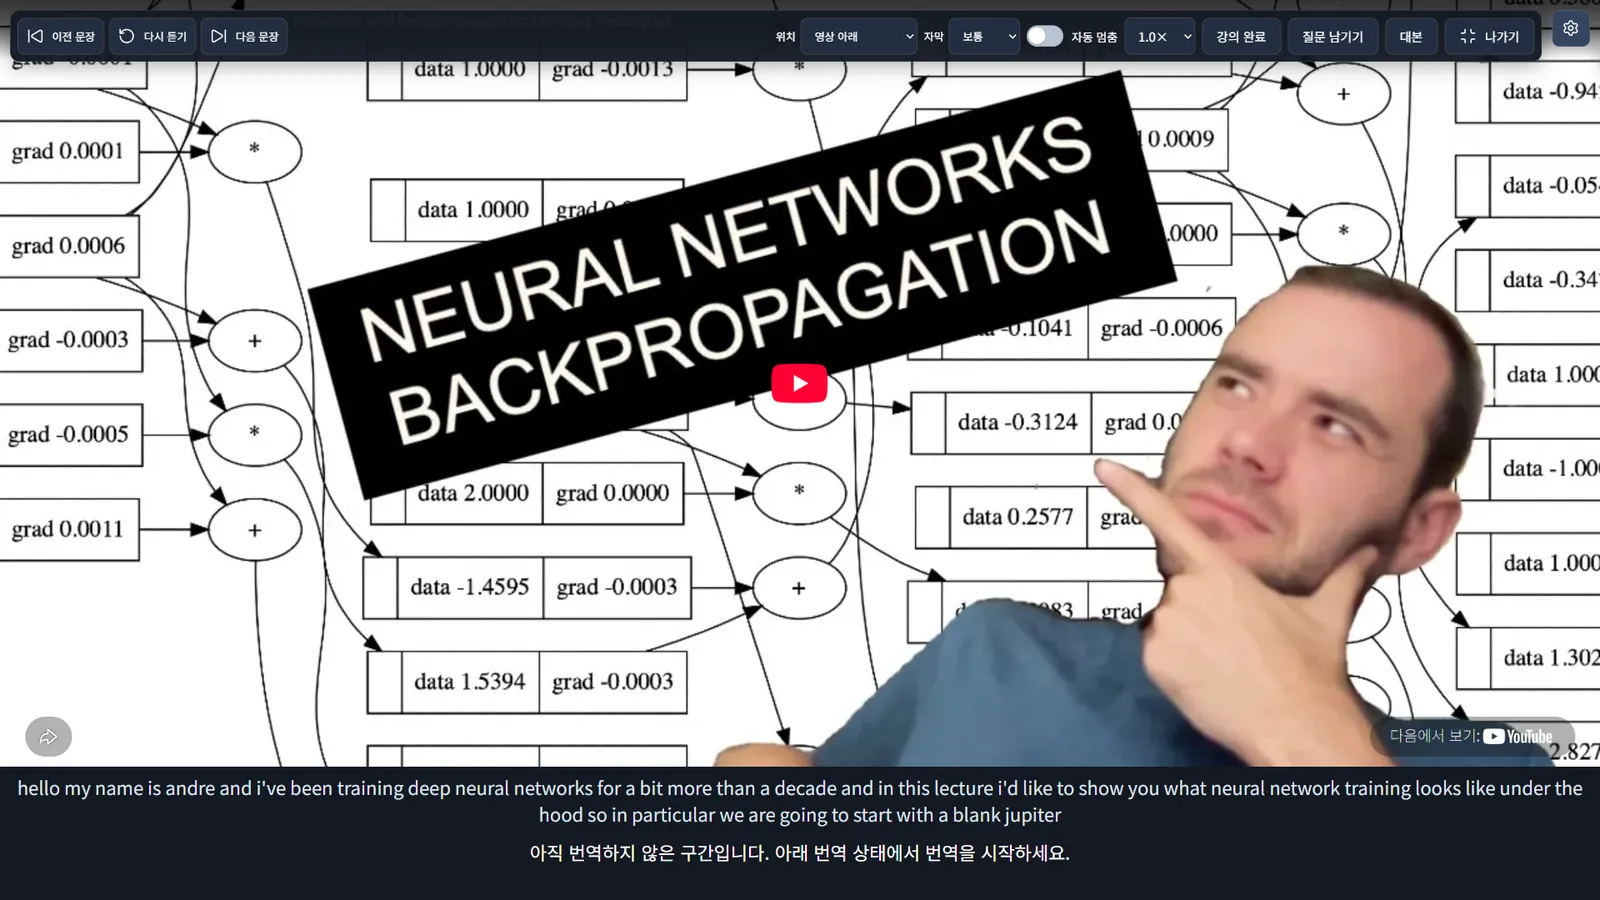 이전 문장
다시 듣기
다음 문장
위치
영상 아래
자막
보통
자동 멈춤
1.0×
강의 완료
질문 남기기
대본
나가기
data 1.0000
grad -0.0013
*
+
data -0.94
grad 0.0001
*
0.0009
data -0.05
data 1.0000
grad
.0000
*
grad 0.0006
data -0.34
NEURAL NETWORKS
BACKPROPAGATION
grad -0.0003
+
-0.1041
grad -0.0006
data 1.000
grad -0.0005
*
data -0.3124
grad 0.0
data -1.00
data 2.0000
grad 0.0000
*
data 0.2577
grad 0.0011
+
data 1.000
data -1.4595
grad -0.0003
+
grad
data 1.5394
grad -0.0003
data 1.302
다음에서 보기: YouTube
2.827
hello my name is andre and i've been training deep neural networks for a bit more than a decade and in this lecture i'd like to show you what neural network training looks like under the
hood so in particular we are going to start with a blank jupiter
아직 번역하지 않은 구간입니다. 아래 번역 상태에서 번역을 시작하세요.